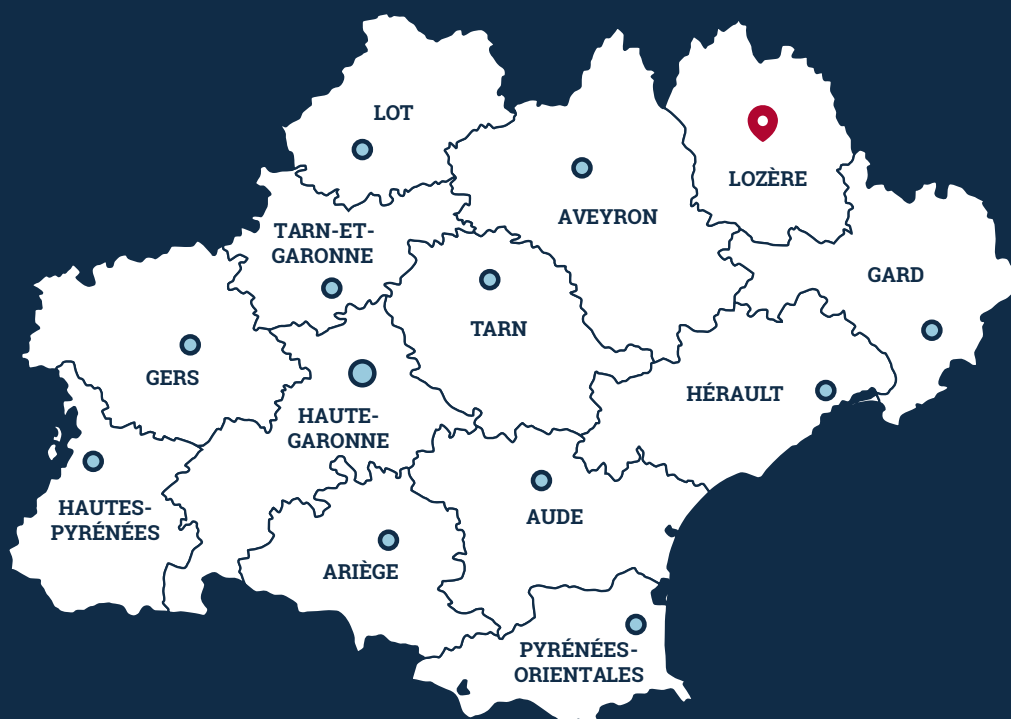 LOT
LOZÈRE
AVEYRON
TARN-ET-
GARONNE
GARD
TARN
GERS
HÉRAULT
HAUTE-
GARONNE
HAUTES-
PYRÉNÉES
AUDE
ARIÈGE
PYRÉNÉES-
ORIENTALES